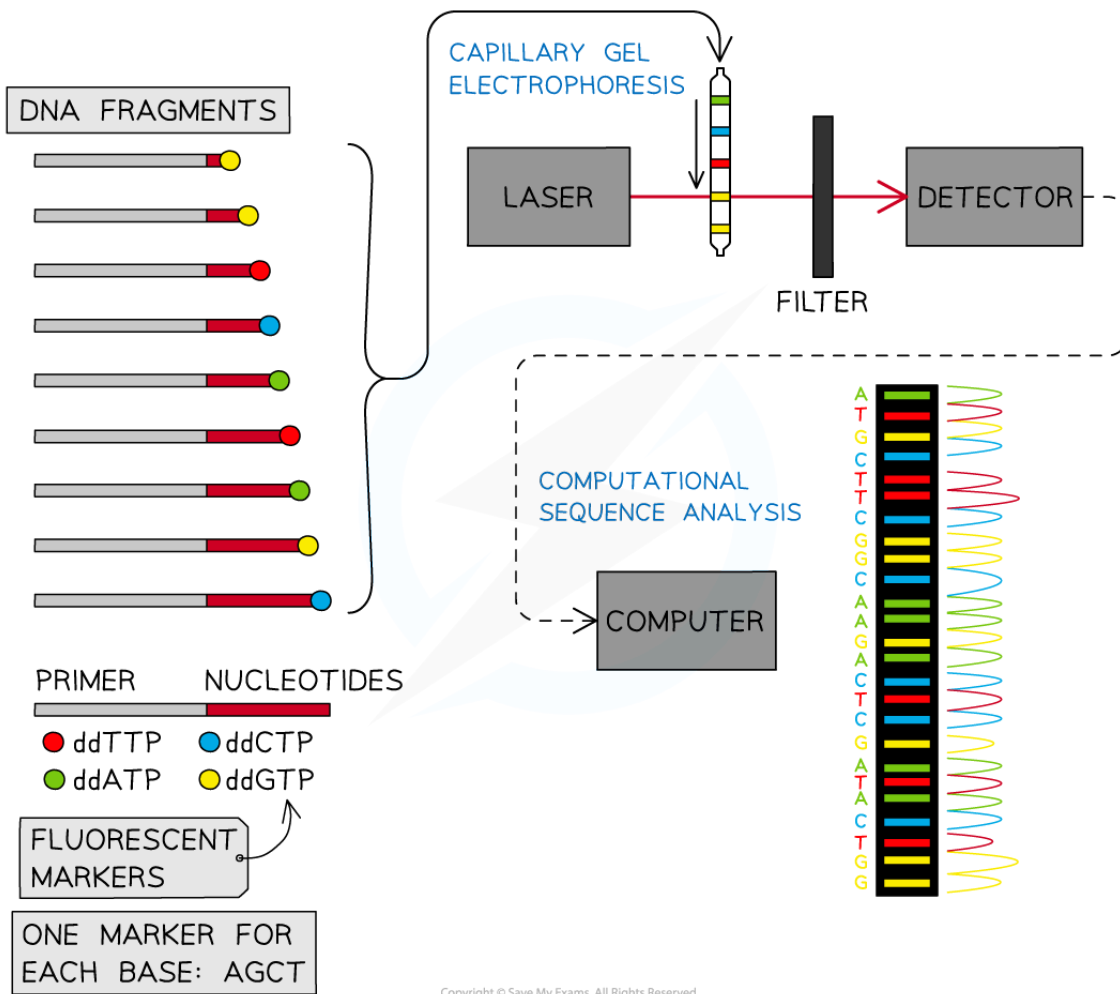 CAPILLARY GEL
ELECTROPHORESIS
DNA FRAGMENTS
LASER
DETECTOR
FILTER
COMPUTATIONAL
SEQUENCE ANALYSIS
COMPUTER
A
T
G
C
T
T
C
G
G
C
A
A
G
A
C
T
C
G
A
T
A
C
T
G
G
PRIMER NUCLEOTIDES
ddTTP ddCTP
ddATP ddGTP
FLUORESCENT
MARKERS
ONE MARKER FOR
EACH BASE: AGCT
Copyright © Save My Exams. All Rights Reserved